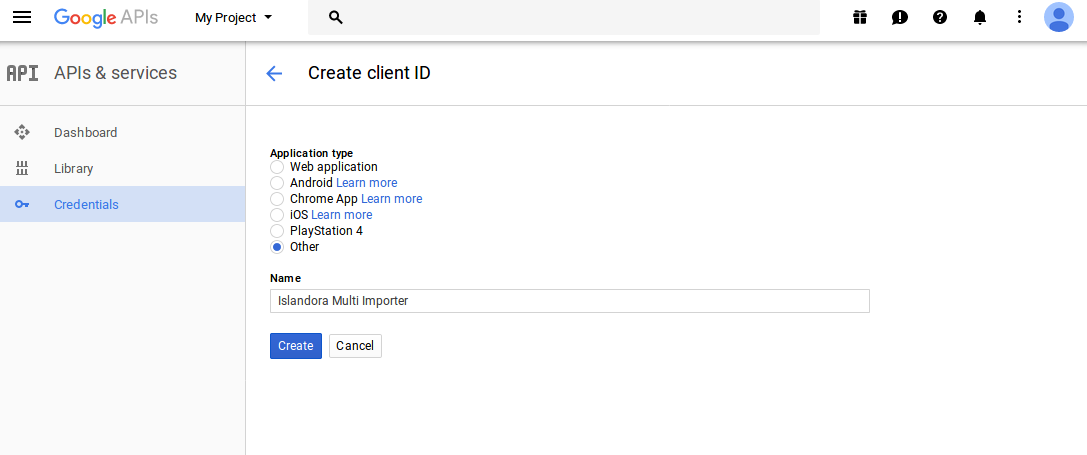 Google APIs
My Project
API
APIs & services
Create client ID
Dashboard
Library
Credentials
Application type
Web application
Android Learn more
Chrome App Learn more
iOS Learn more
PlayStation 4
Other
Name
Islandora Multi Importer
Create
Cancel